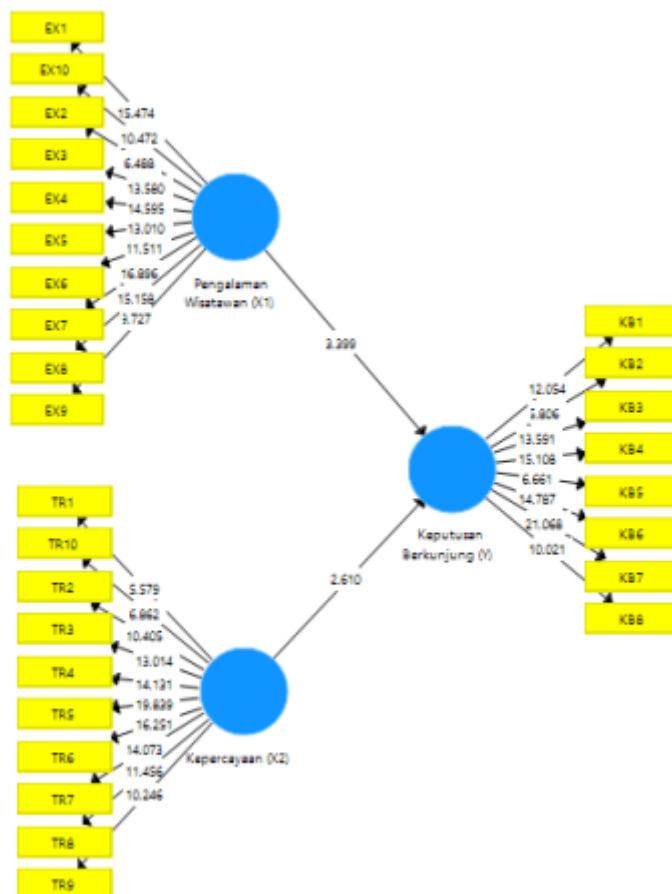 EX1
EX10
EX2
EX3
EX4
EX5
EX6
EX7
EX8
EX9
15.474
10.472
6.488
13.580
14.595
13.010
11.511
16.896
15.158
3.727
Pengalaman
Wisatawan (X1)
3.399
TR1
TR10
TR2
TR3
TR4
TR5
TR6
TR7
TR8
TR9
5.579
6.862
10.405
13.014
14.131
19.839
16.251
14.073
11.456
10.246
Kepercayaan (X2)
2.610
Keputusan
Berkunjung (Y)
12.054
5.806
13.591
15.108
6.661
14.787
21.068
10.021
KB1
KB2
KB3
KB4
KB5
KB6
KB7
KB8